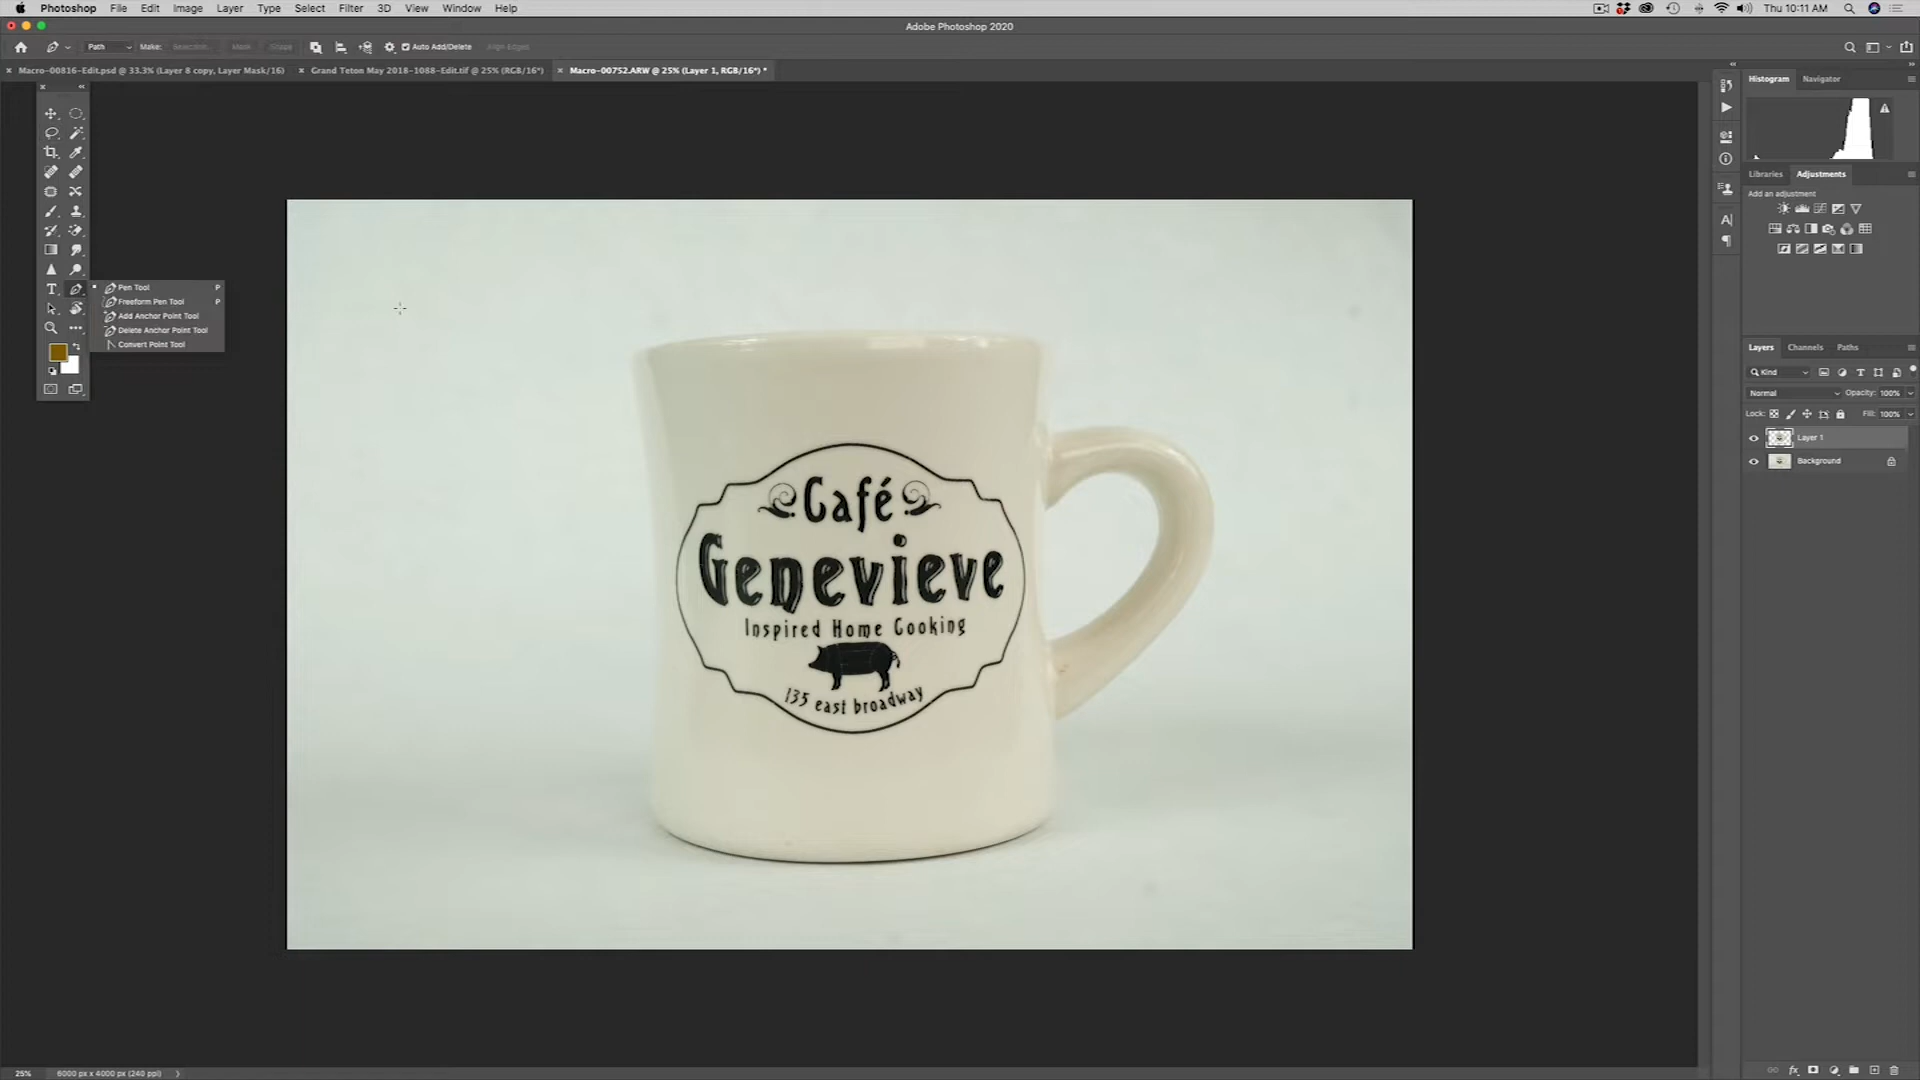 Photoshop File Edit Image Layer Type Select Filter 3D View Window Help
Thu 10:11 AM
Adobe Photoshop 2020
Path Make: Selection... Mask Shape Auto Add/Delete Align Edges
Macro-00816-Edit.psd @ 33.3% (Layer 8 copy, Layer Mask/16)
Grand Teton May 2018-1088-Edit.tif @ 25% (RGB/16*)
Macro-00752.ARW @ 25% (Layer 1, RGB/16*) *
Histogram Navigator
Libraries Adjustments
Add an adjustment
Pen Tool P
Freeform Pen Tool P
Add Anchor Point Tool
Delete Anchor Point Tool
Convert Point Tool
Café
Genevieve
Inspired Home Cooking
135 east broadway
Layers Channels Paths
Kind
Normal Opacity: 100%
Lock: Fill: 100%
Layer 1
Background
25% 6000 px x 4000 px (240 ppi)